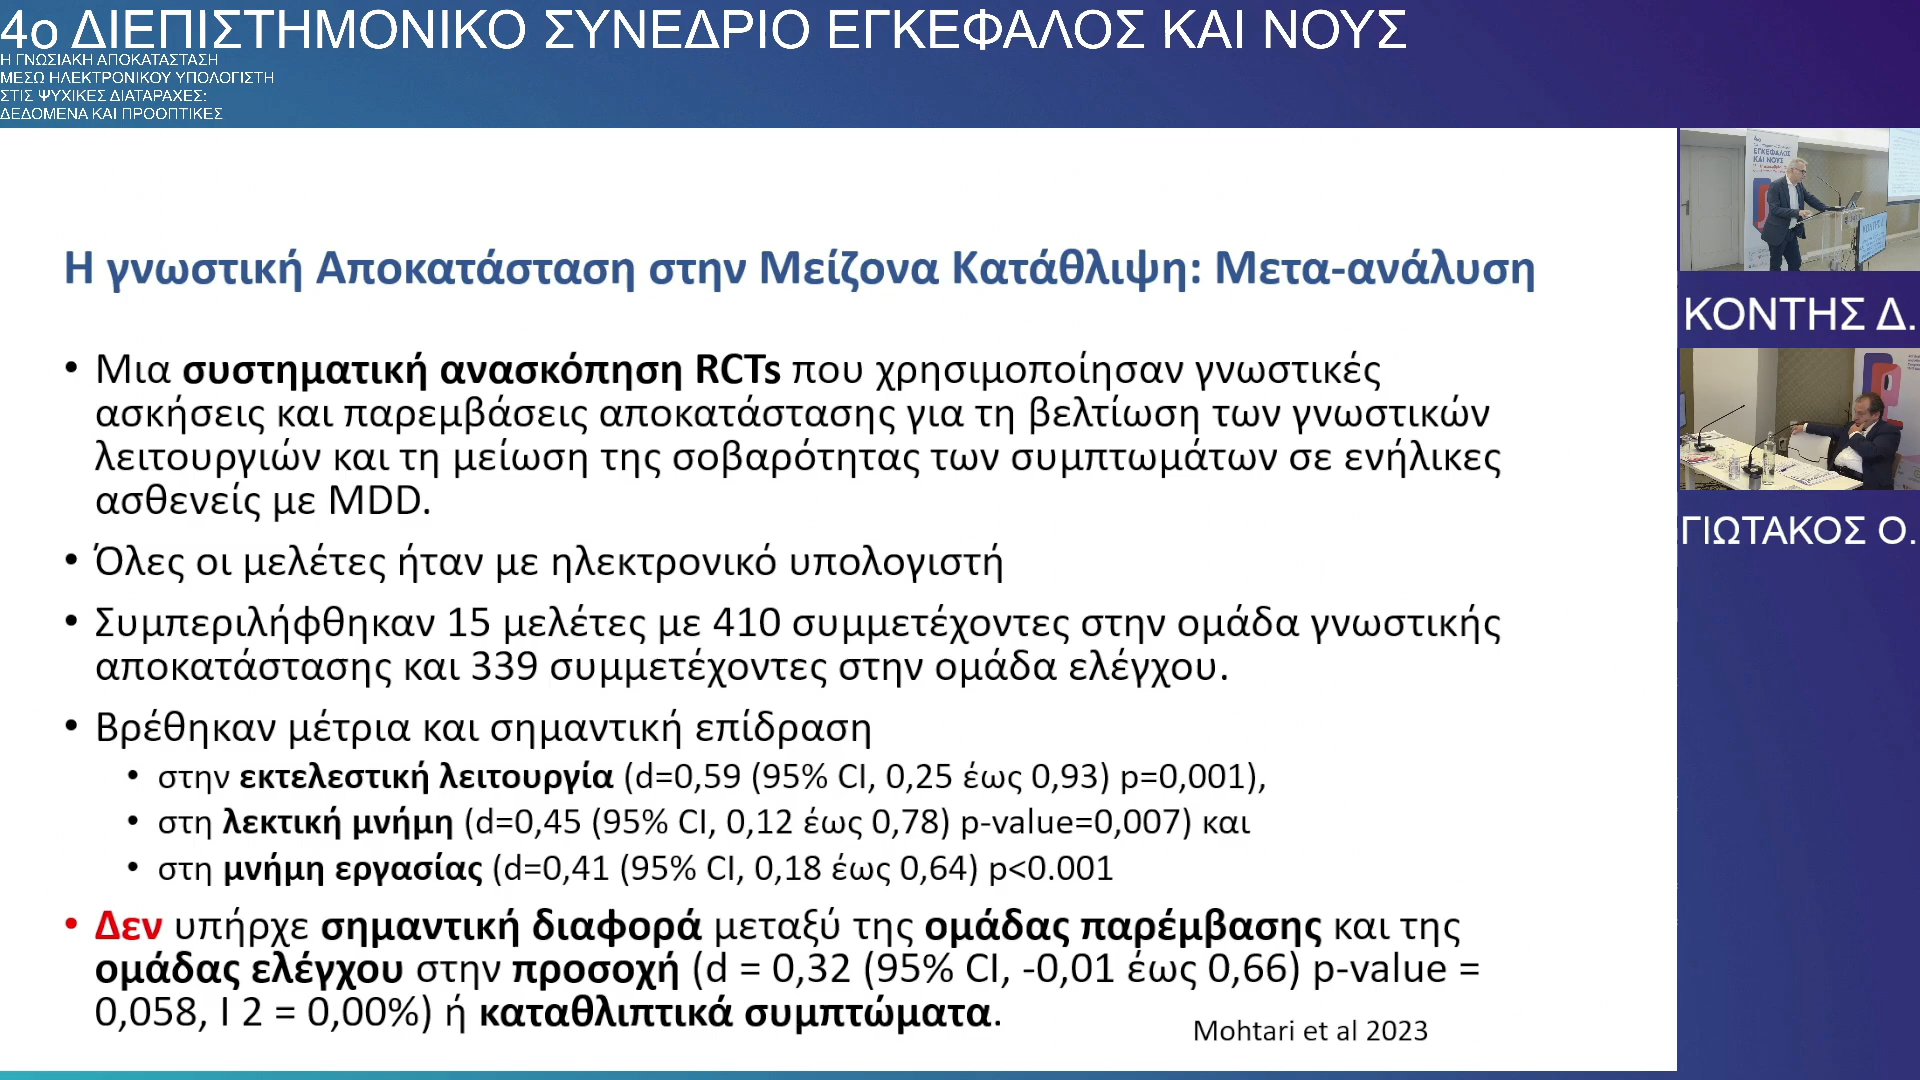 4ο ΔΙΕΠΙΣΤΗΜΟΝΙΚΟ ΣΥΝΕΔΡΙΟ ΕΓΚΕΦΑΛΟΣ ΚΑΙ ΝΟΥΣ
Η ΓΝΩΣΙΑΚΗ ΑΠΟΚΑΤΑΣΤΑΣΗ
ΜΕΣΩ ΗΛΕΚΤΡΟΝΙΚΟΥ ΥΠΟΛΟΓΙΣΤΗ
ΣΤΙΣ ΨΥΧΙΚΕΣ ΔΙΑΤΑΡΑΧΕΣ:
ΔΕΔΟΜΕΝΑ ΚΑΙ ΠΡΟΟΠΤΙΚΕΣ
Η γνωστική Αποκατάσταση στην Μείζονα Κατάθλιψη: Μετα-ανάλυση
• Μια συστηματική ανασκόπηση RCTs που χρησιμοποίησαν γνωστικές
ασκήσεις και παρεμβάσεις αποκατάστασης για τη βελτίωση των γνωστικών
λειτουργιών και τη μείωση της σοβαρότητας των συμπτωμάτων σε ενήλικες
ασθενείς με MDD.
• Όλες οι μελέτες ήταν με ηλεκτρονικό υπολογιστή
• Συμπεριλήφθηκαν 15 μελέτες με 410 συμμετέχοντες στην ομάδα γνωστικής
αποκατάστασης και 339 συμμετέχοντες στην ομάδα ελέγχου.
• Βρέθηκαν μέτρια και σημαντική επίδραση
• στην εκτελεστική λειτουργία (d=0,59 (95% CI, 0,25 έως 0,93) p=0,001),
• στη λεκτική μνήμη (d=0,45 (95% CI, 0,12 έως 0,78) p-value=0,007) και
• στη μνήμη εργασίας (d=0,41 (95% CI, 0,18 έως 0,64) p<0.001
• Δεν υπήρχε σημαντική διαφορά μεταξύ της ομάδας παρέμβασης και της
ομάδας ελέγχου στην προσοχή (d = 0,32 (95% CI, -0,01 έως 0,66) p-value =
0,058, I 2 = 0,00%) ή καταθλιπτικά συμπτώματα.
Mohtari et al 2023
ΕΓΚΕΦΑΛΟΣ
ΚΑΙ ΝΟΥΣ
ΚΟΝΤΗΣ Δ.
ΓΙΩΤΑΚΟΣ Ο.